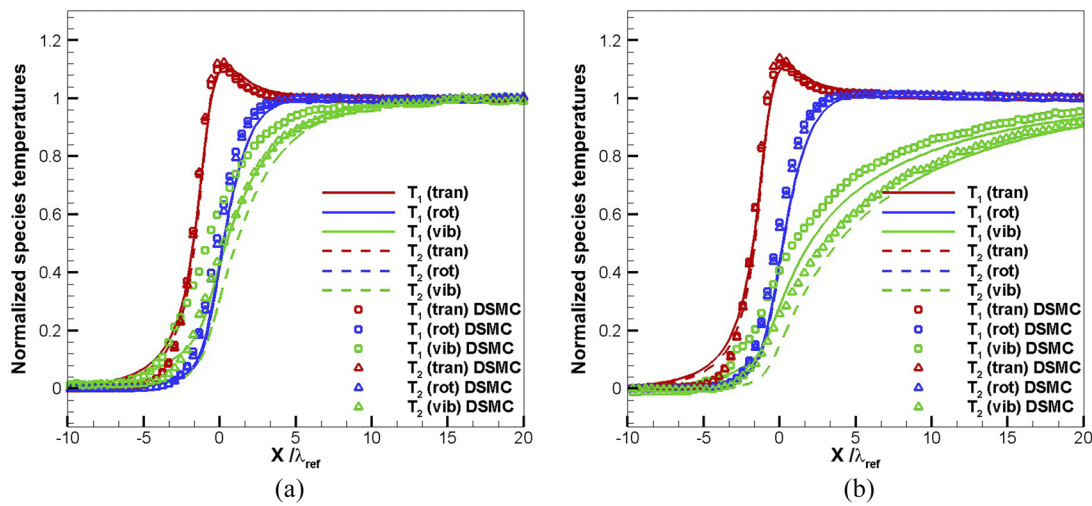 Normalized species temperatures
1.2
1
0.8
0.6
0.4
0.2
0
-10
-5
0
5
10
15
20
X /λref
T1 (tran)
T1 (rot)
T1 (vib)
T2 (tran)
T2 (rot)
T2 (vib)
T1 (tran) DSMC
T1 (rot) DSMC
T1 (vib) DSMC
T2 (tran) DSMC
T2 (rot) DSMC
T2 (vib) DSMC
(a)
Normalized species temperatures
1.2
1
0.8
0.6
0.4
0.2
0
-10
-5
0
5
10
15
20
X /λref
T1 (tran)
T1 (rot)
T1 (vib)
T2 (tran)
T2 (rot)
T2 (vib)
T1 (tran) DSMC
T1 (rot) DSMC
T1 (vib) DSMC
T2 (tran) DSMC
T2 (rot) DSMC
T2 (vib) DSMC
(b)